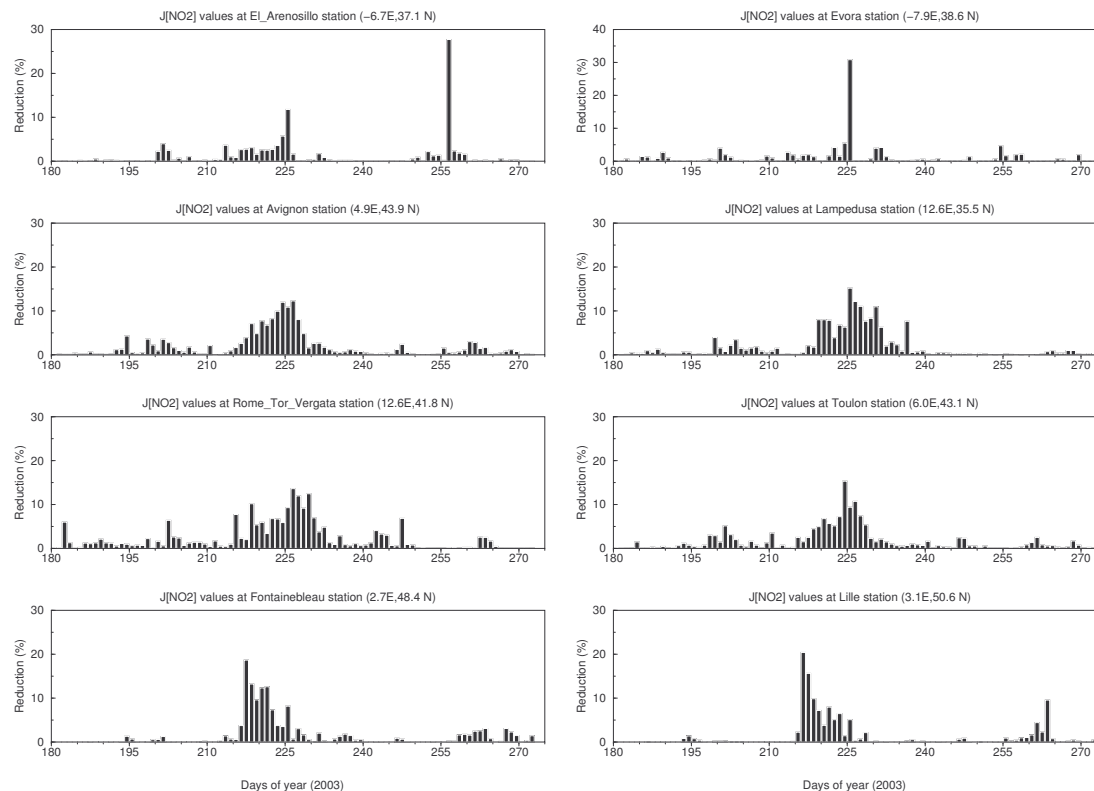 J[NO2] values at El_Arenosillo station (−6.7E,37.1 N)
Reduction (%)
30
20
10
0
180 195 210 225 240 255 270
J[NO2] values at Evora station (−7.9E,38.6 N)
Reduction (%)
40
30
20
10
0
180 195 210 225 240 255 270
J[NO2] values at Avignon station (4.9E,43.9 N)
Reduction (%)
30
20
10
0
180 195 210 225 240 255 270
J[NO2] values at Lampedusa station (12.6E,35.5 N)
Reduction (%)
30
20
10
0
180 195 210 225 240 255 270
J[NO2] values at Rome_Tor_Vergata station (12.6E,41.8 N)
Reduction (%)
30
20
10
0
180 195 210 225 240 255 270
J[NO2] values at Toulon station (6.0E,43.1 N)
Reduction (%)
30
20
10
0
180 195 210 225 240 255 270
J[NO2] values at Fontainebleau station (2.7E,48.4 N)
Reduction (%)
30
20
10
0
180 195 210 225 240 255 270
Days of year (2003)
J[NO2] values at Lille station (3.1E,50.6 N)
Reduction (%)
30
20
10
0
180 195 210 225 240 255 270
Days of year (2003)